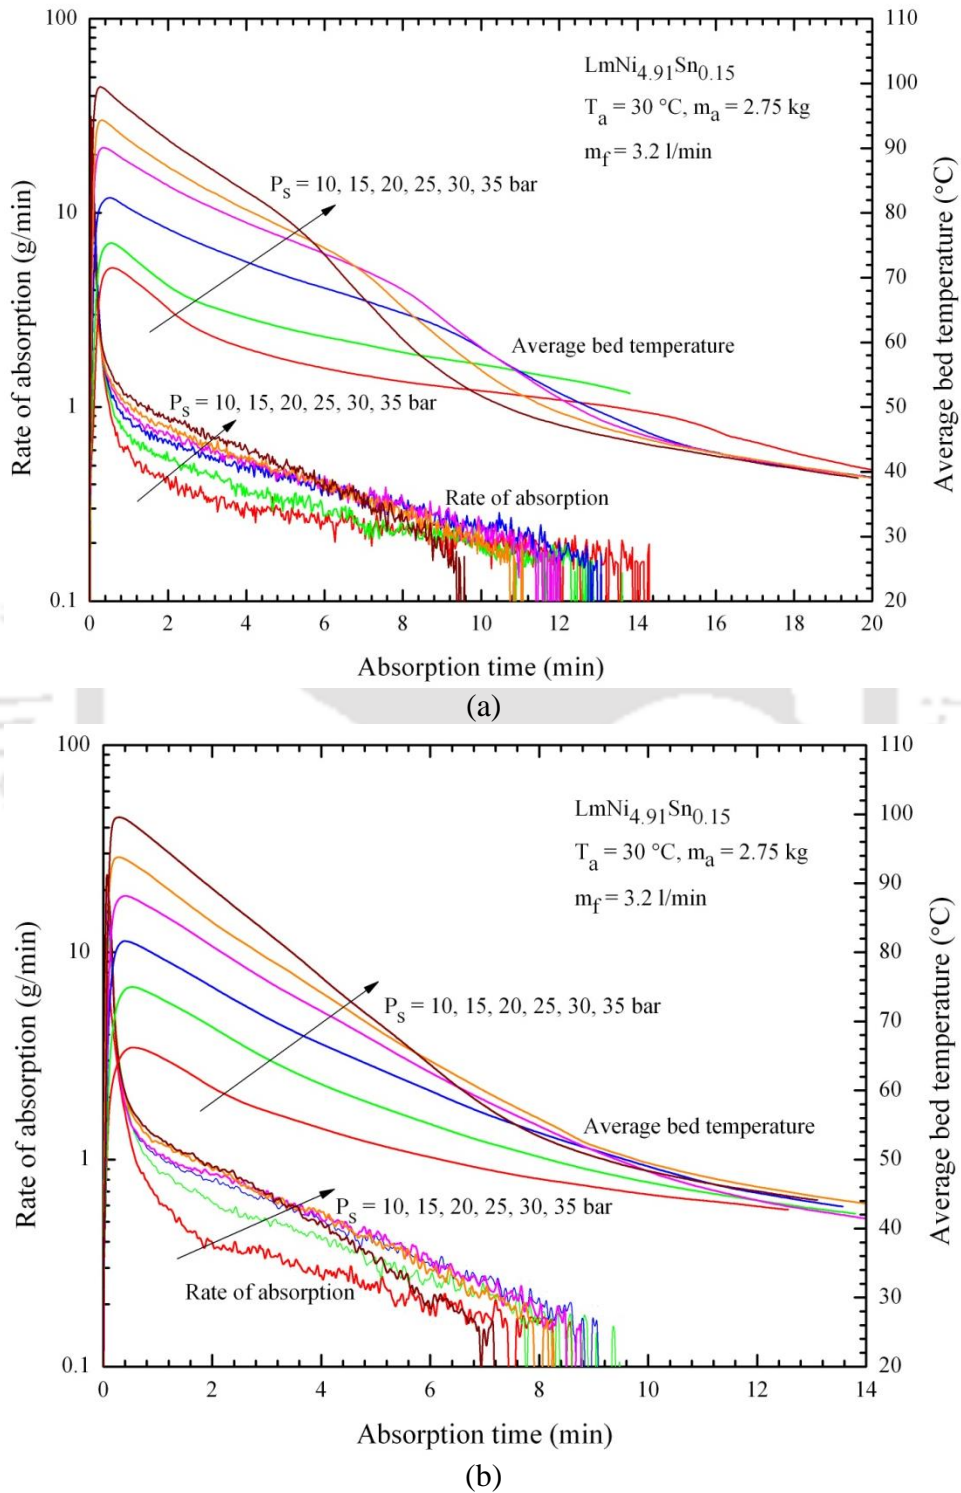 100
110
LmNi4.91Sn0.15
Ta = 30 °C, ma = 2.75 kg
mf = 3.2 l/min
100
90
PS = 10, 15, 20, 25, 30, 35 bar
10
80
70
Average bed temperature
60
1
PS = 10, 15, 20, 25, 30, 35 bar
50
40
Rate of absorption
30
0.1
20
Rate of absorption (g/min)
Average bed temperature (°C)
0 2 4 6 8 10 12 14 16 18 20
Absorption time (min)
(a)
100
110
LmNi4.91Sn0.15
Ta = 30 °C, ma = 2.75 kg
mf = 3.2 l/min
100
90
10
80
PS = 10, 15, 20, 25, 30, 35 bar
70
60
Average bed temperature
1
50
PS = 10, 15, 20, 25, 30, 35 bar
40
Rate of absorption
30
0.1
20
Rate of absorption (g/min)
Average bed temperature (°C)
0 2 4 6 8 10 12 14
Absorption time (min)
(b)